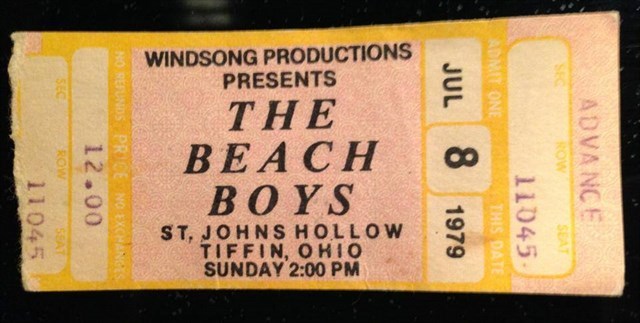 WINDSONG PRODUCTIONS
PRESENTS
THE
BEACH
BOYS
ST. JOHNS HOLLOW
TIFFIN, OHIO
SUNDAY 2:00 PM
SEC ROW SEAT
11045
12.00
NO REFUNDS PRICE NO EXCHANGES
JUL 8 1979
ADMIT ONE THIS DATE
SEC ROW SEAT
11045.
ADVANCE